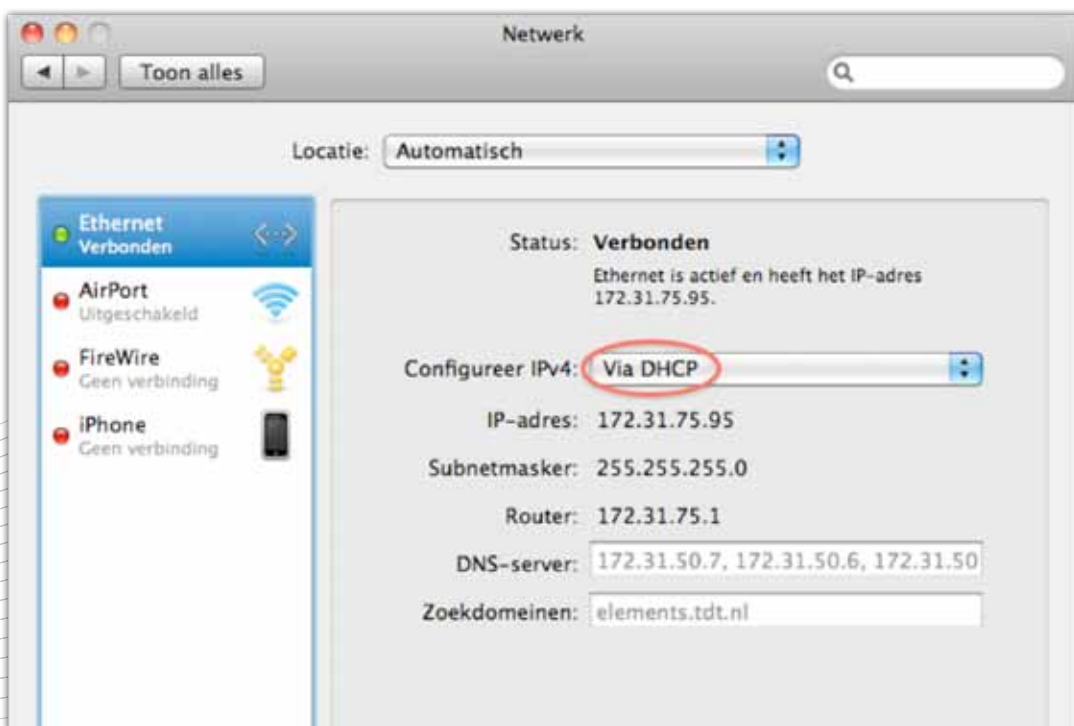 Netwerk
Toon alles
Locatie: Automatisch
Ethernet
Verbonden
AirPort
Uitgeschakeld
FireWire
Geen verbinding
iPhone
Geen verbinding
Status: Verbonden
Ethernet is actief en heeft het IP-adres
172.31.75.95.
Configureer IPv4: Via DHCP
IP-adres: 172.31.75.95
Subnetmasker: 255.255.255.0
Router: 172.31.75.1
DNS-server: 172.31.50.7, 172.31.50.6, 172.31.50
Zoekdomeinen: elements.tdt.nl